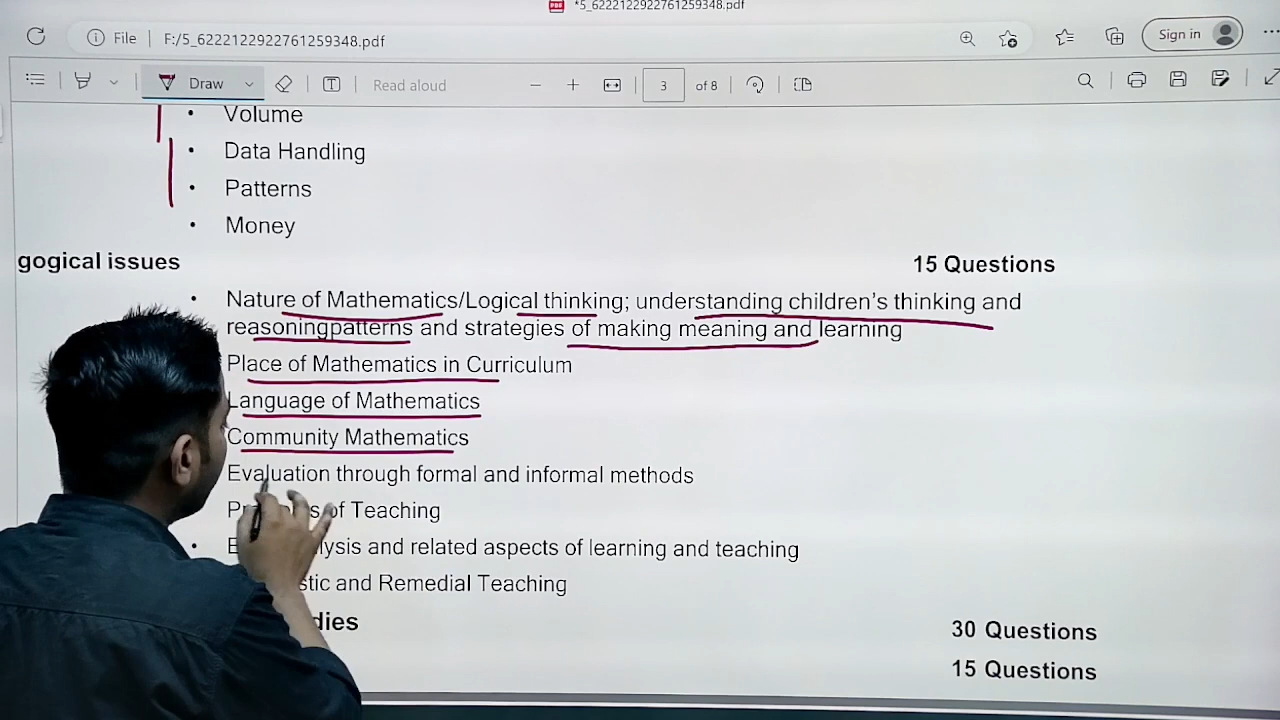 *5_6222122922761259348.pdf
File F:/5_6222122922761259348.pdf Sign in
Draw Read aloud 3 of 8
• Volume
• Data Handling
• Patterns
• Money
gogical issues 15 Questions
• Nature of Mathematics/Logical thinking; understanding children's thinking and
reasoningpatterns and strategies of making meaning and learning
Place of Mathematics in Curriculum
Language of Mathematics
Community Mathematics
Evaluation through formal and informal methods
of Teaching
• and related aspects of learning and teaching
and Remedial Teaching
30 Questions
15 Questions